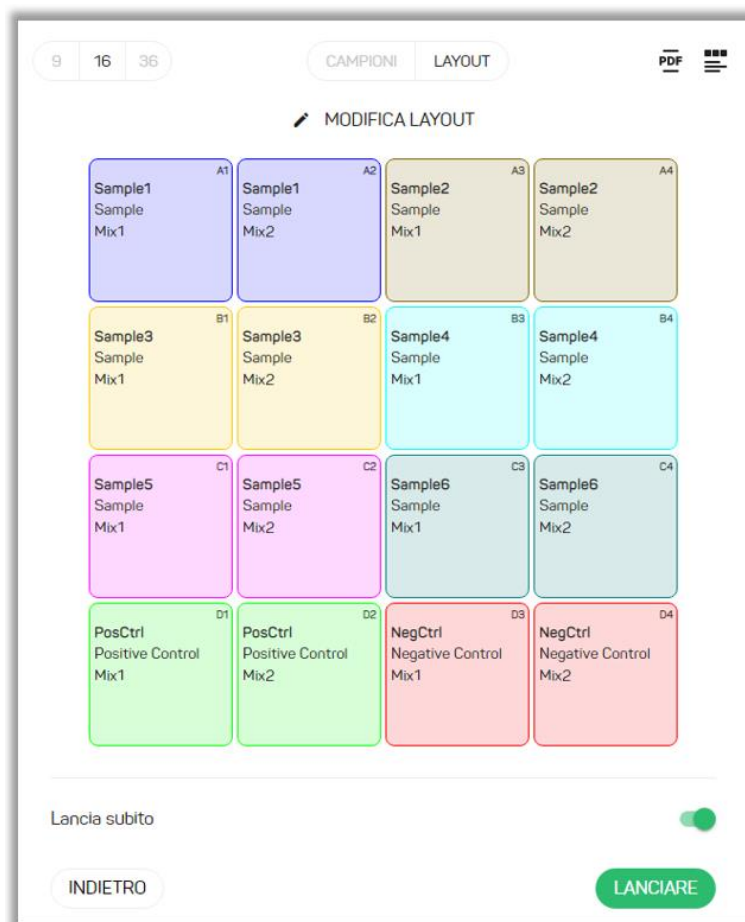 9 16 36 CAMPIONI LAYOUT PDF
MODIFICA LAYOUT
A1 A2 A3 A4
Sample1 Sample1 Sample2 Sample2
Sample Sample Sample Sample
Mix1 Mix2 Mix1 Mix2
B1 B2 B3 B4
Sample3 Sample3 Sample4 Sample4
Sample Sample Sample Sample
Mix1 Mix2 Mix1 Mix2
C1 C2 C3 C4
Sample5 Sample5 Sample6 Sample6
Sample Sample Sample Sample
Mix1 Mix2 Mix1 Mix2
D1 D2 D3 D4
PosCtrl PosCtrl NegCtrl NegCtrl
Positive Control Positive Control Negative Control Negative Control
Mix1 Mix2 Mix1 Mix2
Lancia subito
INDIETRO LANCIARE